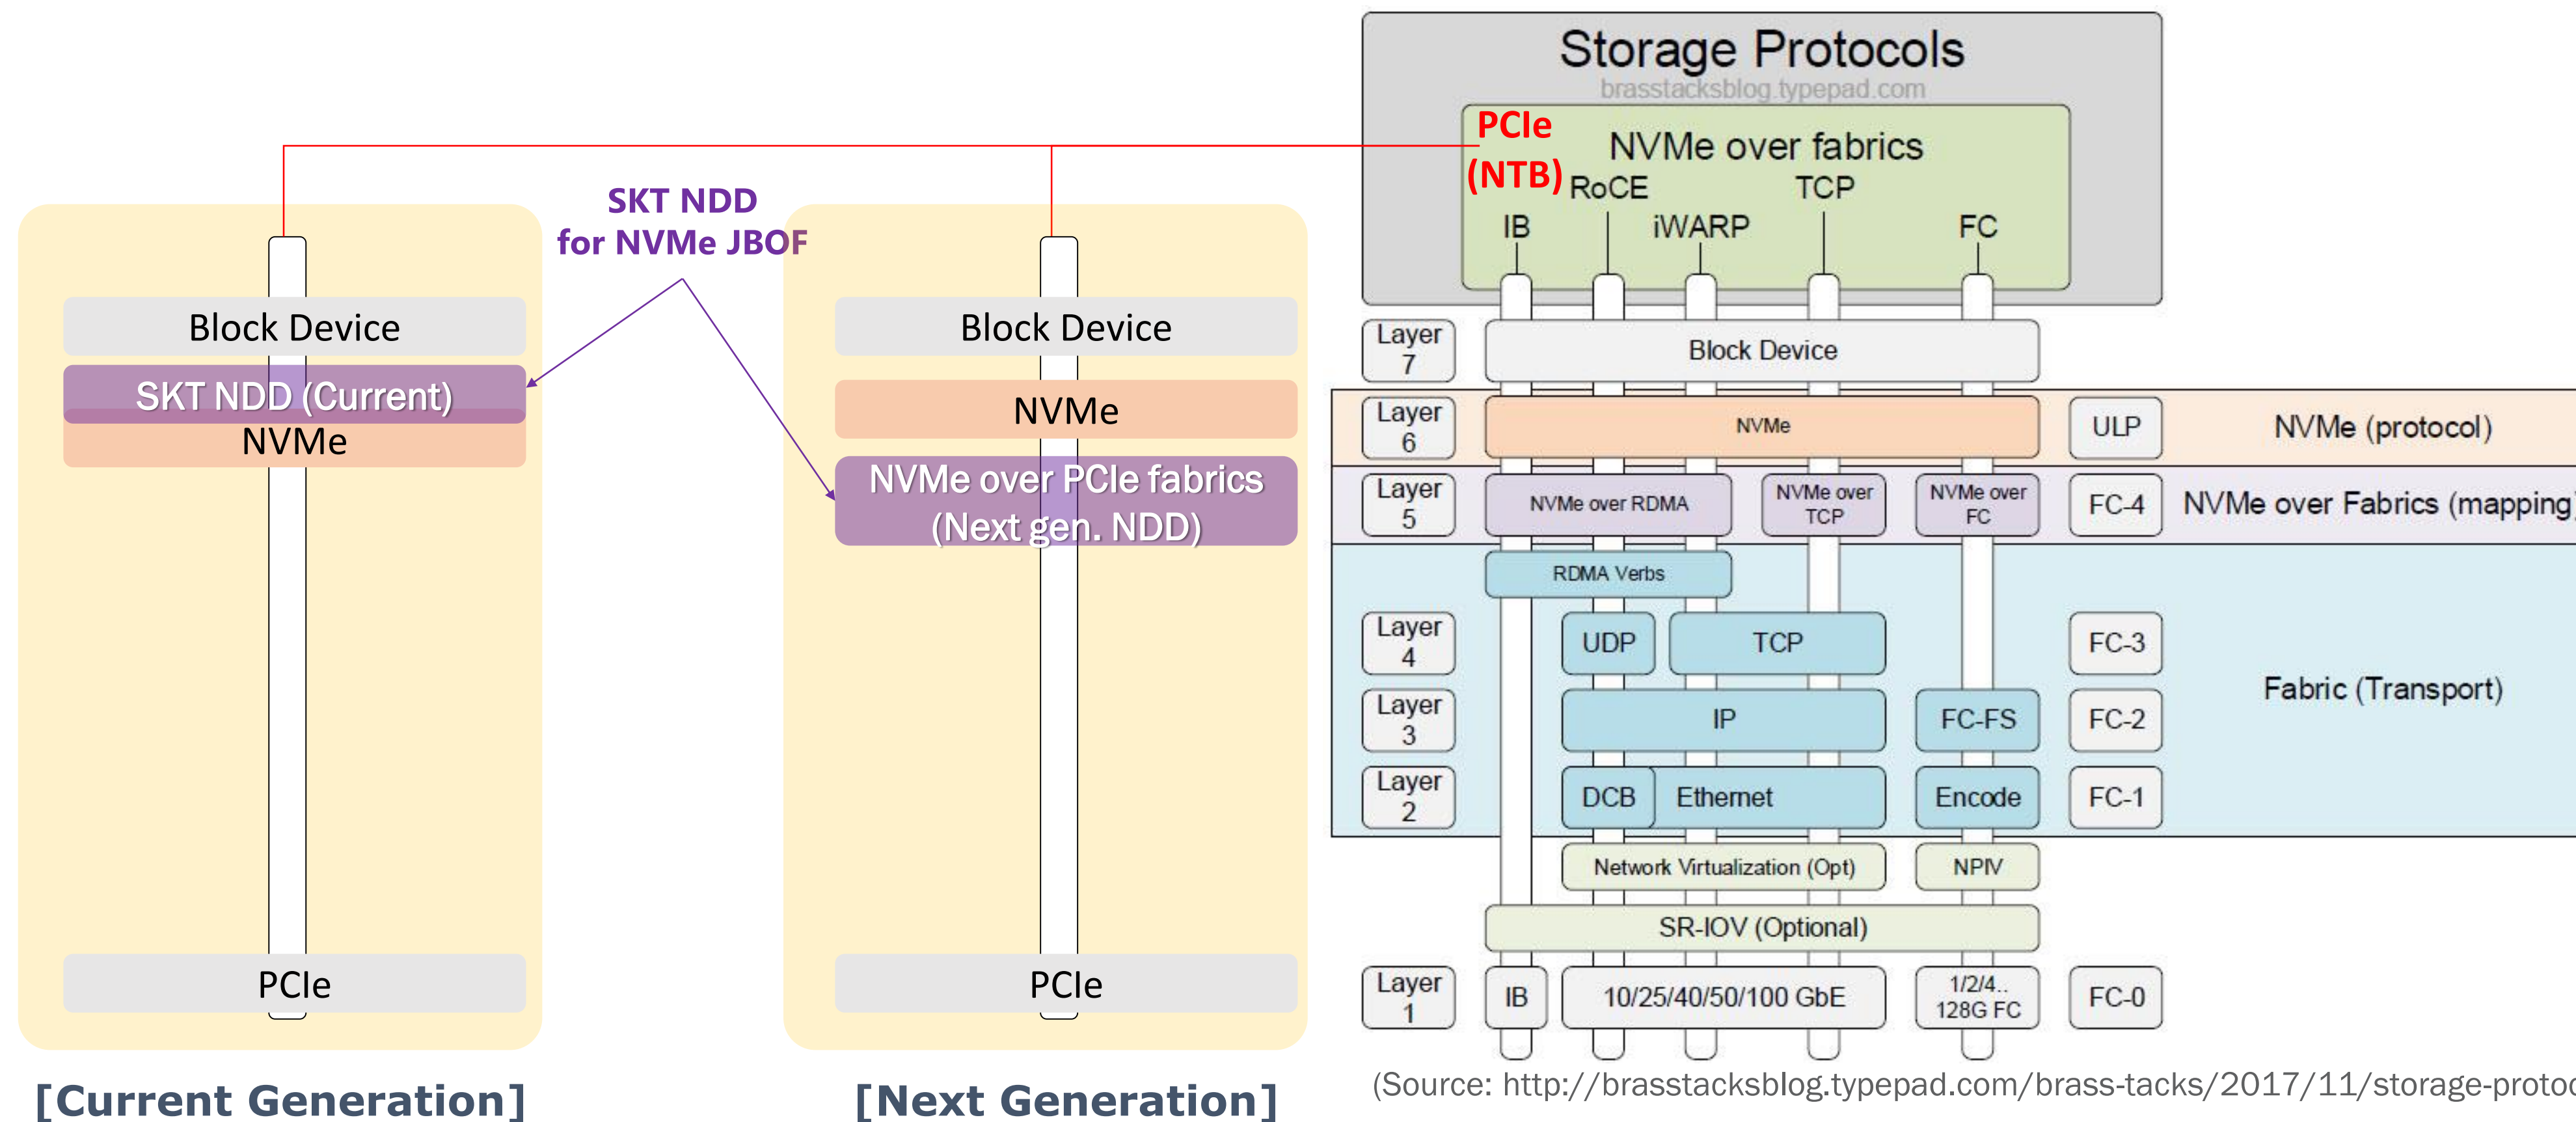 Storage Protocols
brasstacksblog.typepad.com
PCIe
(NTB)
NVMe over fabrics
RoCE
TCP
IB
iWARP
FC
SKT NDD
for NVMe JBOF
Block Device
SKT NDD (Current)
NVMe
PCIe
[Current Generation]
Block Device
NVMe
NVMe over PCIe fabrics
(Next gen. NDD)
PCIe
[Next Generation]
Layer
7
Block Device
Layer
6
NVMe
ULP
NVMe (protocol)
Layer
5
NVMe over RDMA
NVMe over
TCP
NVMe over
FC
FC-4
NVMe over Fabrics (mapping)
RDMA Verbs
Layer
4
UDP
TCP
FC-3
Fabric (Transport)
Layer
3
IP
FC-FS
FC-2
Layer
2
DCB
Ethernet
Encode
FC-1
Network Virtualization (Opt)
NPIV
SR-IOV (Optional)
Layer
1
IB
10/25/40/50/100 GbE
1/2/4..
128G FC
FC-0
(Source: http://brasstacksblog.typepad.com/brass-tacks/2017/11/storage-protoc